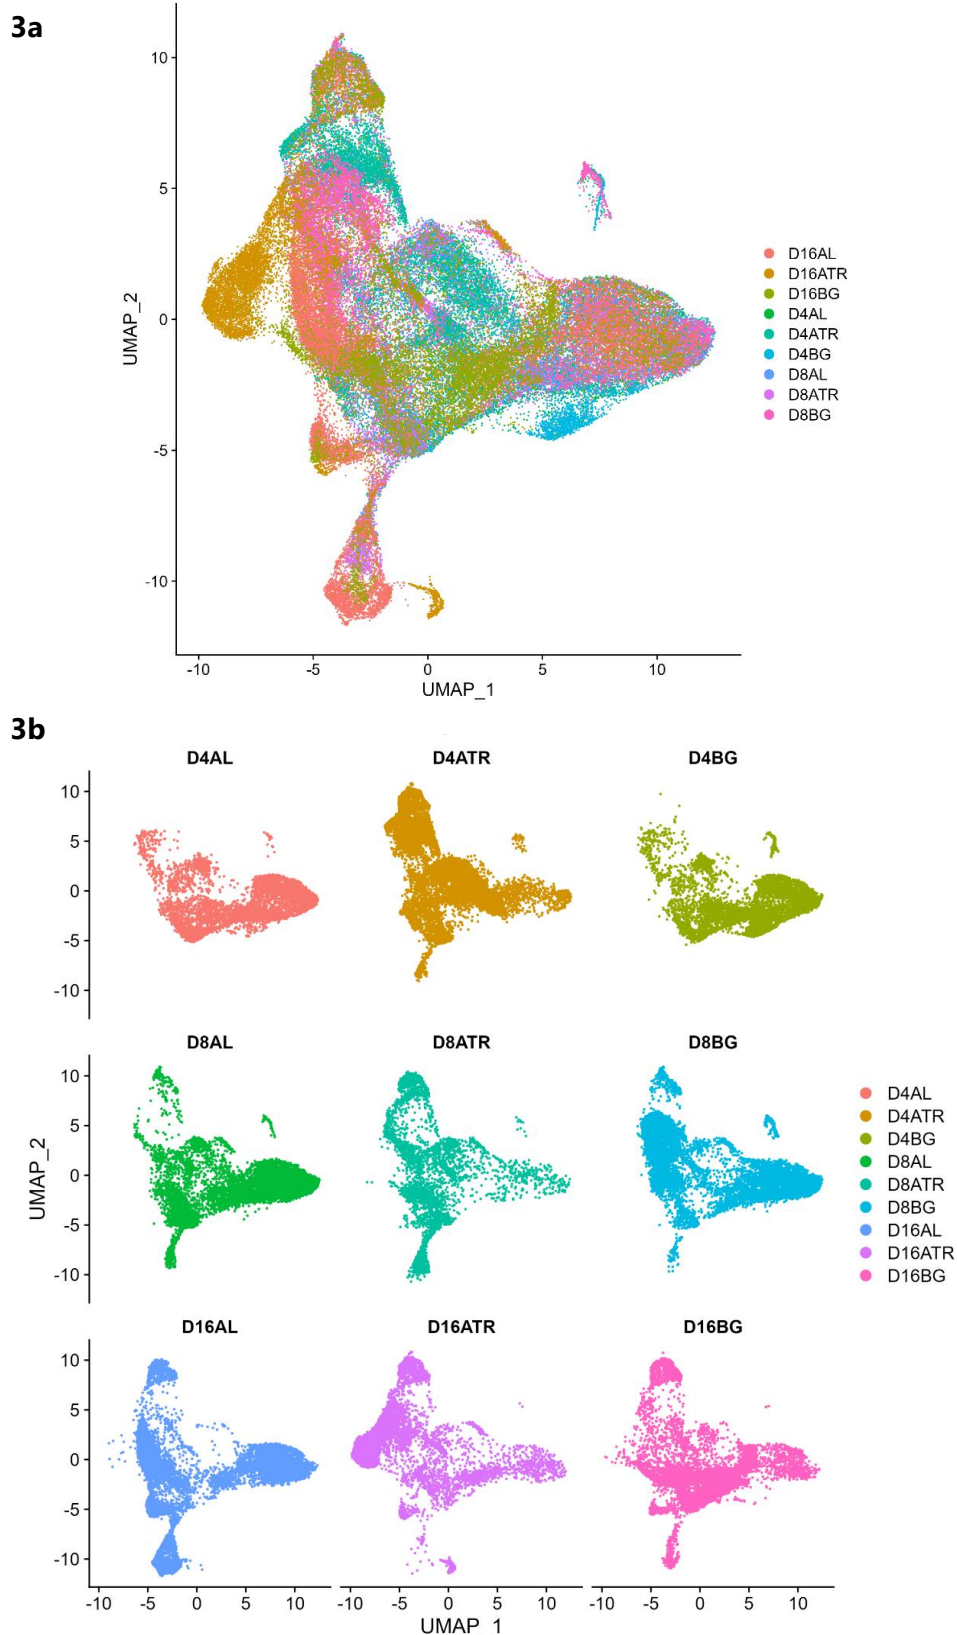 3a
10
5
0
-5
-10
UMAP_2
-10 -5 0 5 10
UMAP_1
D16AL
D16ATR
D16BG
D4AL
D4ATR
D4BG
D8AL
D8ATR
D8BG
3b
D4AL D4ATR D4BG
10
5
0
-5
-10
D8AL D8ATR D8BG
10
5
0
-5
-10
UMAP_2
D4AL
D4ATR
D4BG
D8AL
D8ATR
D8BG
D16AL
D16ATR
D16BG
D16AL D16ATR D16BG
10
5
0
-5
-10
-10 -5 0 5 10 -10 -5 0 5 10 -10 -5 0 5 10
UMAP 1